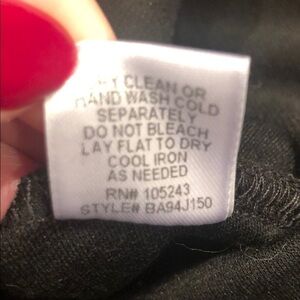 CLEAN OR
HAND WASH COLD
SEPARATELY
DO NOT BLEACH
LAY FLAT TO DRY
COOL IRON
AS NEEDED
RN# 105243
STYLE# BA94J150